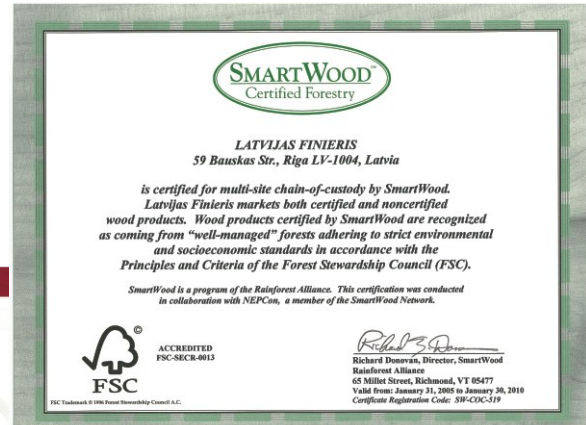 SMARTWOOD™
Certified Forestry
LATVIJAS FINIERIS
59 Bauskas Str., Riga LV-1004, Latvia
is certified for multi-site chain-of-custody by SmartWood.
Latvijas Finieris markets both certified and noncertified
wood products. Wood products certified by SmartWood are recognized
as coming from “well-managed” forests adhering to strict environmental
and socioeconomic standards in accordance with the
Principles and Criteria of the Forest Stewardship Council (FSC).
SmartWood is a program of the Rainforest Alliance. This certification was conducted
in collaboration with NEPCon, a member of the SmartWood Network.
©
FSC
ACCREDITED
FSC-SECR-0013
FSC Trademark © 1996 Forest Stewardship Council A.C.
Richard Z. Donovan
Richard Donovan, Director, SmartWood
Rainforest Alliance
65 Millet Street, Richmond, VT 05477
Valid from: January 31, 2005 to January 30, 2010
Certificate Registration Code: SW-COC-519